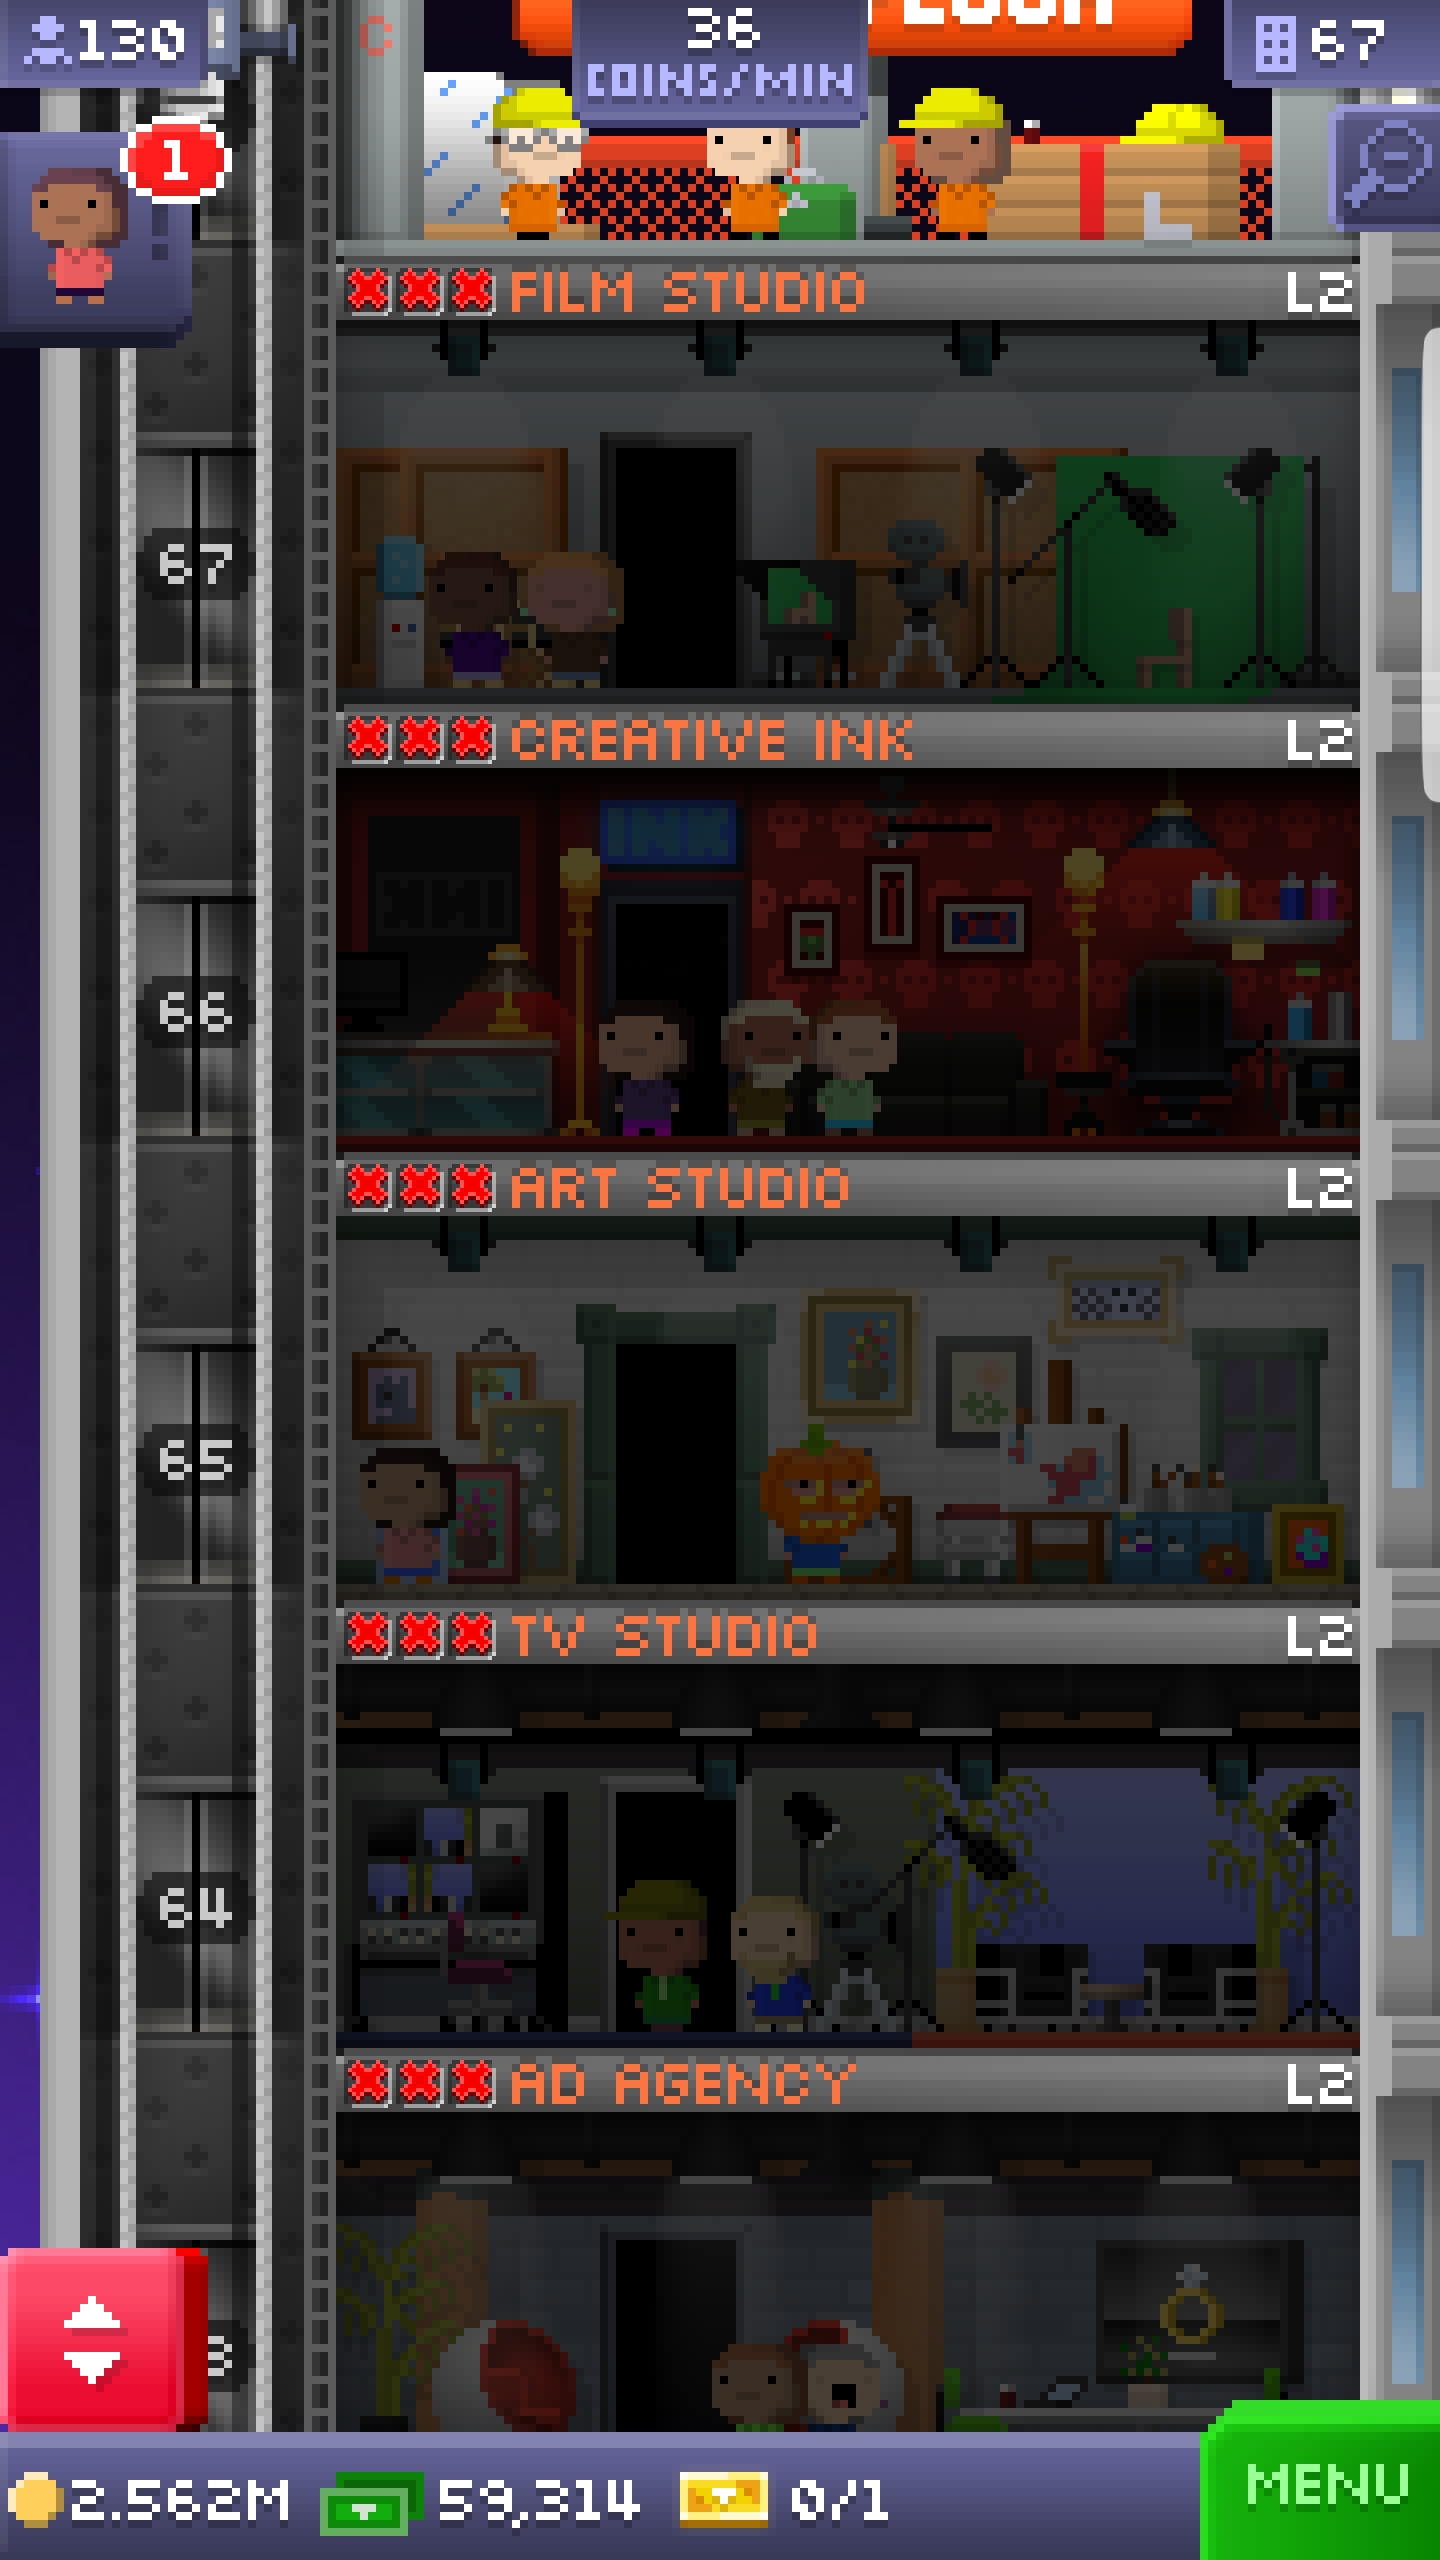 130
36
COINS/MIN
67
1
FILM STUDIO L2
67
CREATIVE INK L2
INK
66
ART STUDIO L2
65
TV STUDIO L2
64
AD AGENCY L2
2.562M 59,314 0/1
MENU